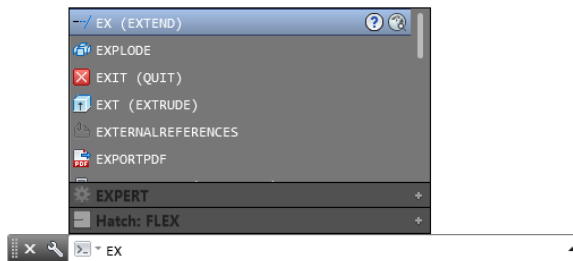 EX (EXTEND)
EXPLODE
EXIT (QUIT)
EXT (EXTRUDE)
EXTERNALREFERENCES
EXPORTPDF
EXPERT
Hatch: FLEX
EX